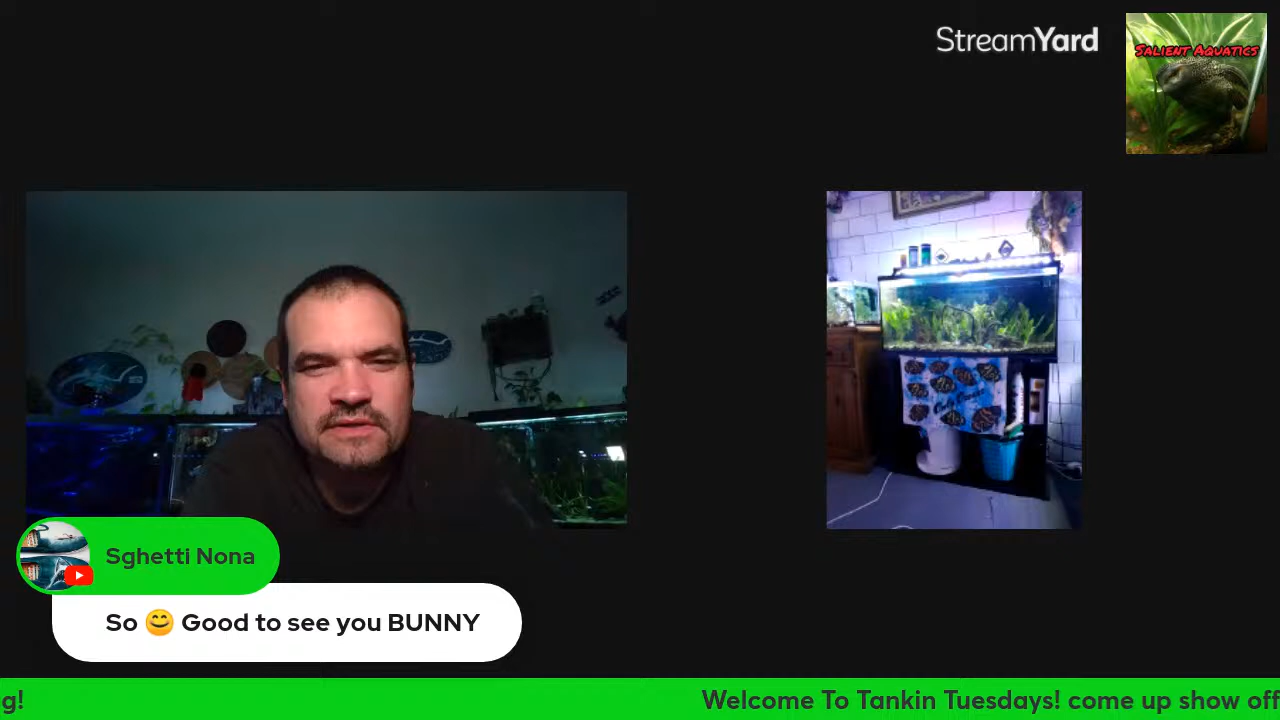 StreamYard
SALIENT AQUATICS
Sghetti Nona
So 😊 Good to see you BUNNY
g!
Welcome To Tankin Tuesdays! come up show off